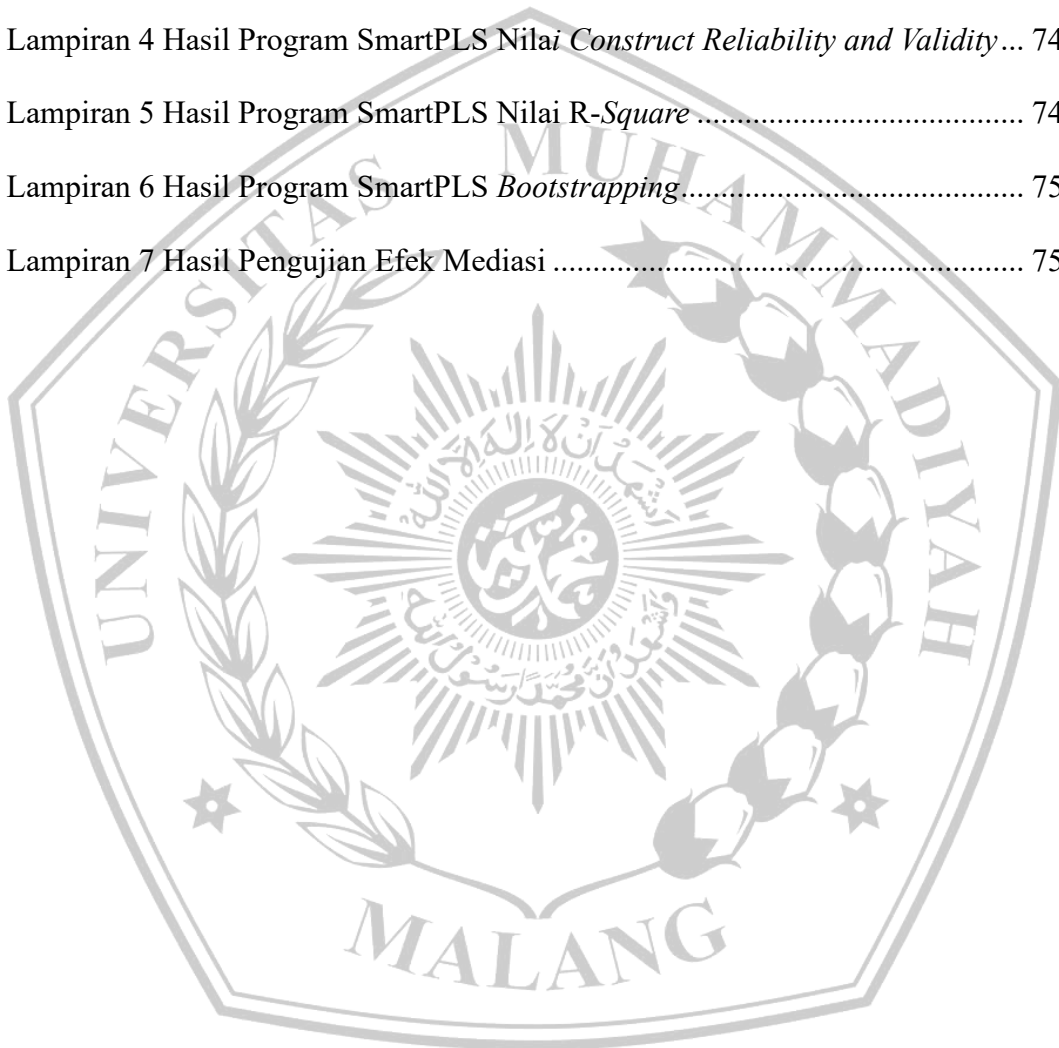 Lampiran 4 Hasil Program SmartPLS Nilai Construct Reliability and Validity ... 74
Lampiran 5 Hasil Program SmartPLS Nilai R-Square ......................................... 74
Lampiran 6 Hasil Program SmartPLS Bootstrapping........................................... 75
Lampiran 7 Hasil Pengujian Efek Mediasi ........................................................... 75
UNIVERSITAS MUHAMMADIYAH
MALANG